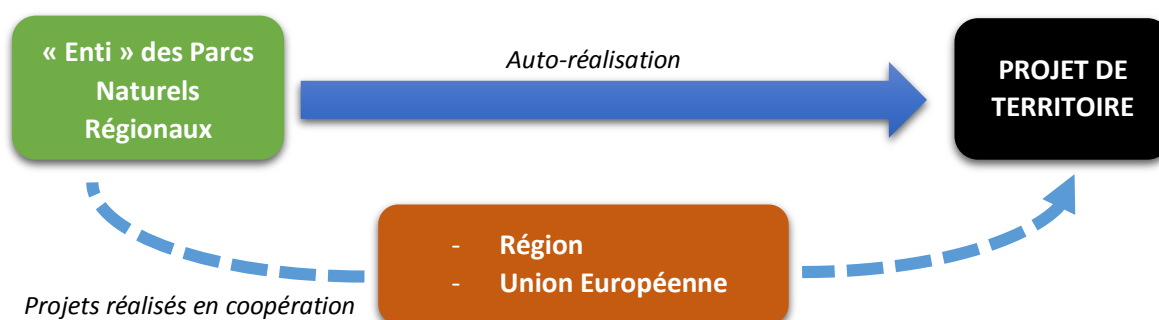 « Enti » des Parcs
Naturels
Régionaux
Auto-réalisation
PROJET DE
TERRITOIRE
- Région
- Union Européenne
Projets réalisés en coopération